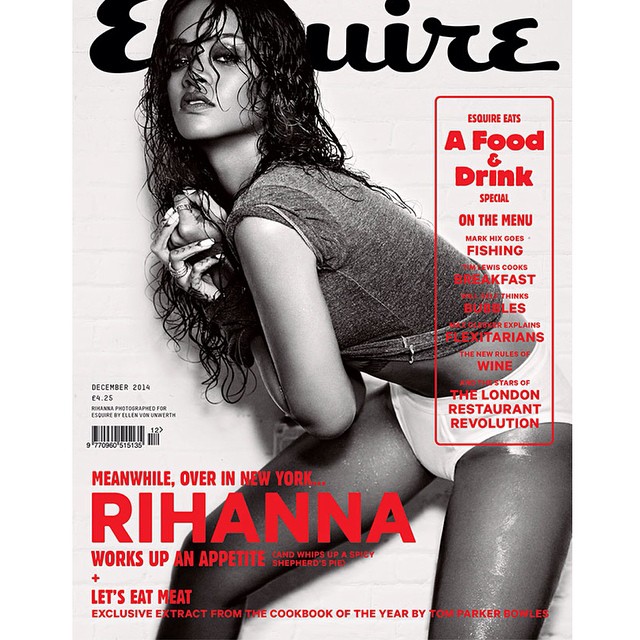 Esquire
ESQUIRE EATS
A Food
&
Drink
SPECIAL
ON THE MENU
MARK HIX GOES
FISHING
LEWIS COOKS
BREAKFAST
THINKS
BUBBLES
EXPLAINS
FLEXITARIANS
THE NEW RULES OF
WINE
STARS OF
THE LONDON
RESTAURANT
REVOLUTION
DECEMBER 2014
£4.25
RIHANNA PHOTOGRAPHED FOR
ESQUIRE BY ELLEN VON UNWERTH
12>
9 770960 515135
MEANWHILE, OVER IN NEW YORK...
RIHANNA
WORKS UP AN APPETITE (AND WHIPS UP A SPICY
SHEPHERD'S PIE)
+
LET'S EAT MEAT
EXCLUSIVE EXTRACT FROM THE COOKBOOK OF THE YEAR BY TOM PARKER BOWLES